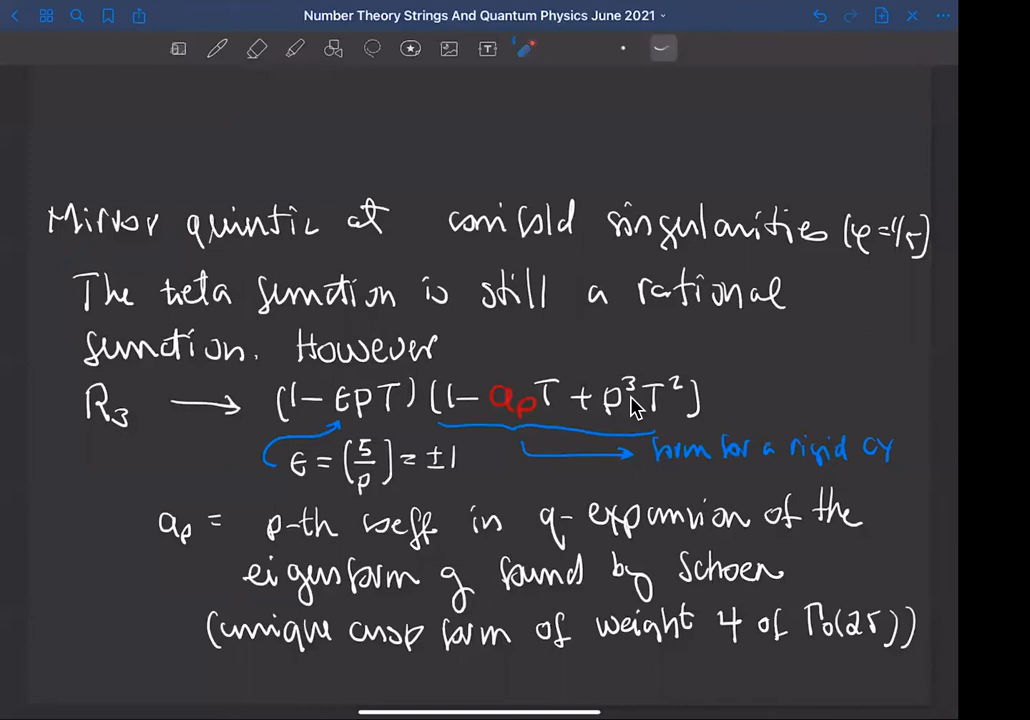 Number Theory Strings And Quantum Physics June 2021
Mirror quintic at conifold singularities (φ=1/5)
The zeta function is still a rational
function. However
R₃ → (1 - εpT) (1 - aₚT + p³T²)
form for a rigid CY
ε = (5/p) = ±1
aₚ = p-th coeff in q-expansion of the
eigenform g found by Schoen
(unique cusp form of weight 4 of Γ₀(25))